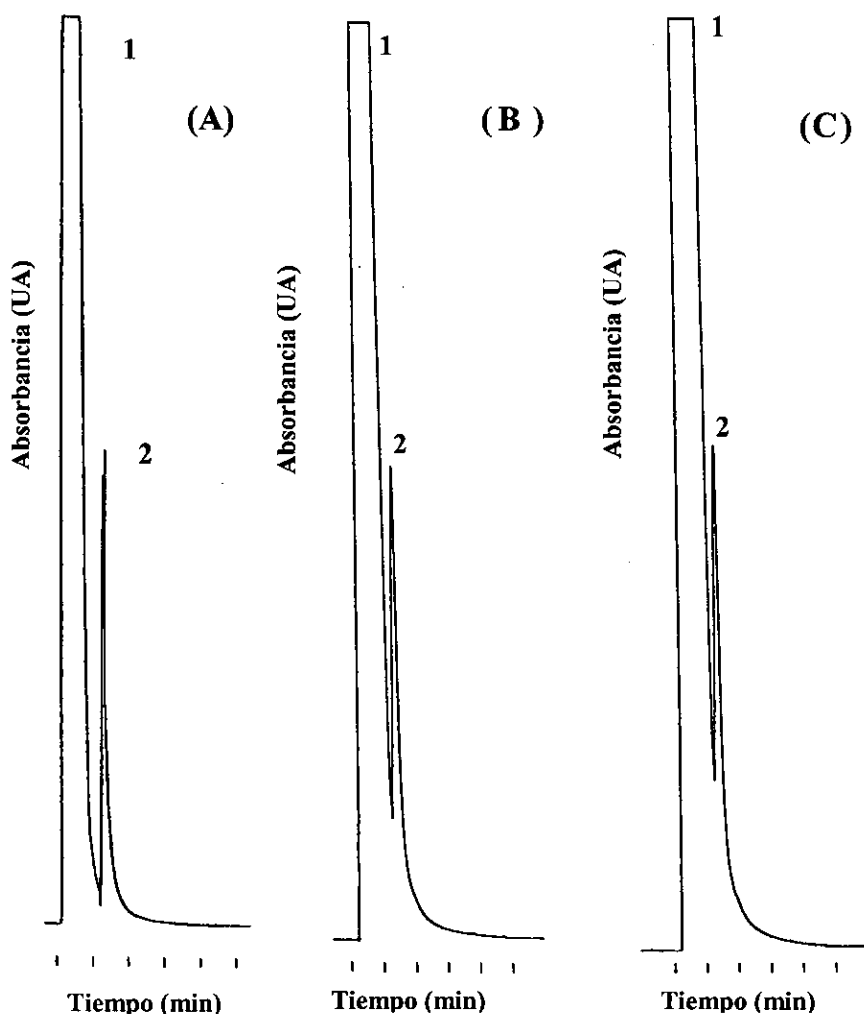 1
(A)
Absorbancia (UA)
2
Tiempo (min)
1
(B)
Absorbancia (UA)
2
Tiempo (min)
1
(C)
Absorbancia (UA)
2
Tiempo (min)